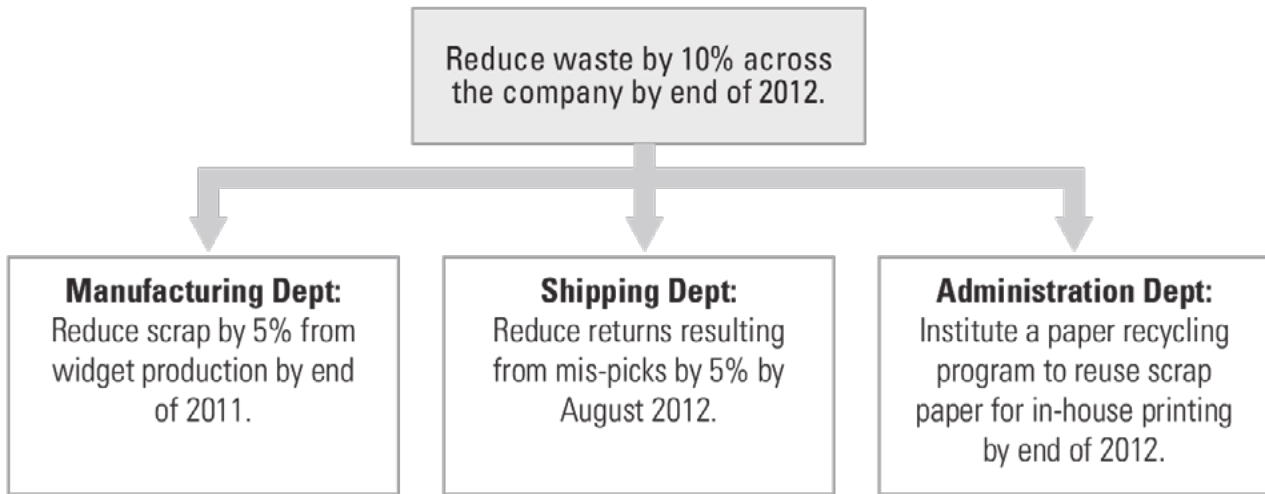 Reduce waste by 10% across
the company by end of 2012.
Manufacturing Dept:
Reduce scrap by 5% from
widget production by end
of 2011.
Shipping Dept:
Reduce returns resulting
from mis-picks by 5% by
August 2012.
Administration Dept:
Institute a paper recycling
program to reuse scrap
paper for in-house printing
by end of 2012.